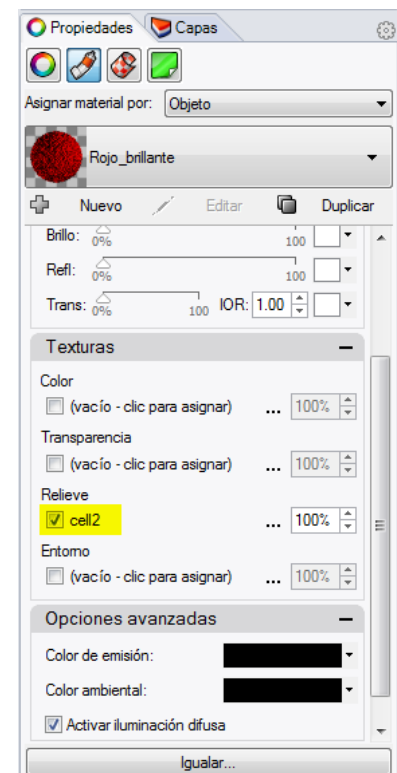 Propiedades Capas
Asignar material por: Objeto
Rojo_brillante
Nuevo Editar Duplicar
Brillo: 0% 100
Refl: 0% 100
Trans: 0% 100 IOR: 1.00
Texturas
Color
(vacío - clic para asignar) ... 100%
Transparencia
(vacío - clic para asignar) ... 100%
Relieve
cell2 ... 100%
Entorno
(vacío - clic para asignar) ... 100%
Opciones avanzadas
Color de emisión:
Color ambiental:
Activar iluminación difusa
Igualar...